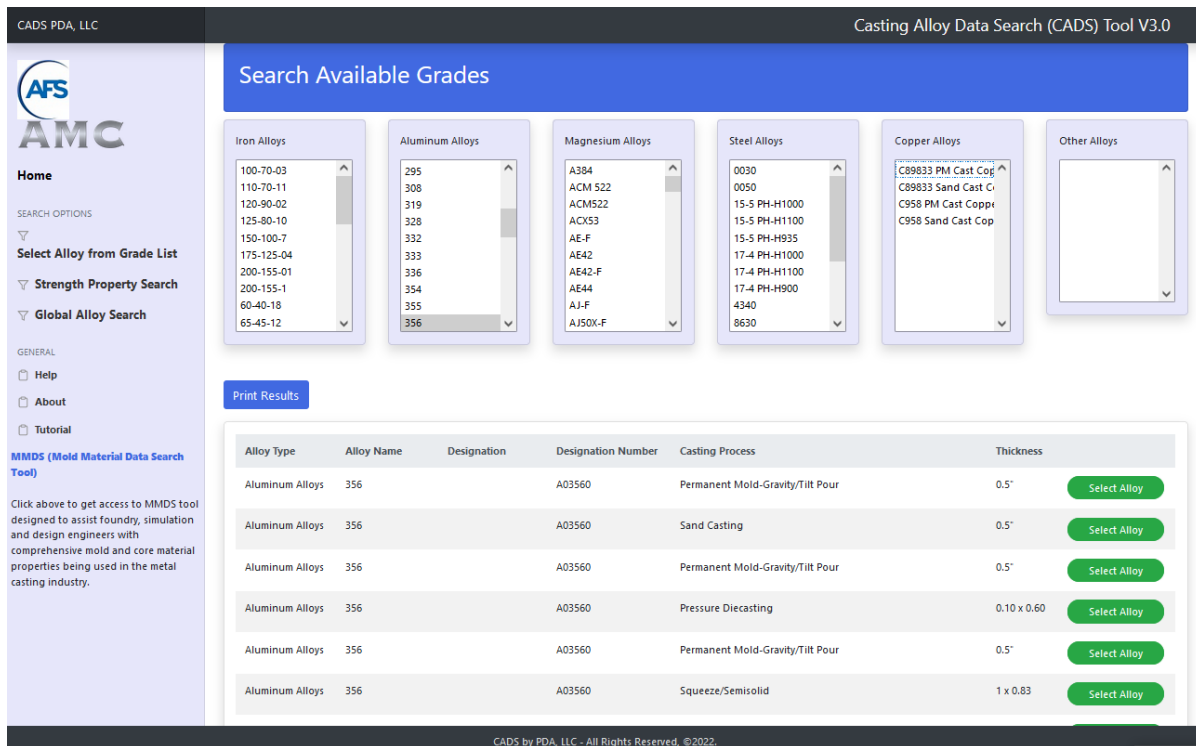 CADS PDA, LLC
Casting Alloy Data Search (CADS) Tool V3.0
AFS
AMC
Home
SEARCH OPTIONS
Select Alloy from Grade List
Strength Property Search
Global Alloy Search
GENERAL
Help
About
Tutorial
MMDS (Mold Material Data Search
Tool)
Click above to get access to MMDS tool
designed to assist foundry, simulation
and design engineers with
comprehensive mold and core material
properties being used in the metal
casting industry.
Search Available Grades
Iron Alloys
100-70-03
110-70-11
120-90-02
125-80-10
150-100-7
175-125-04
200-155-01
200-155-1
60-40-18
65-45-12
Aluminum Alloys
295
308
319
328
332
333
336
354
355
356
Magnesium Alloys
A384
ACM 522
ACM522
ACX53
AE-F
AE42
AE42-F
AE44
AJ-F
AJ50X-F
Steel Alloys
0030
0050
15-5 PH-H1000
15-5 PH-H1100
15-5 PH-H935
17-4 PH-H1000
17-4 PH-H1100
17-4 PH-H900
4340
8630
Copper Alloys
C89833 PM Cast Cop
C89833 Sand Cast C
C958 PM Cast Coppe
C958 Sand Cast Cop
Other Alloys
Print Results
Alloy Type Alloy Name Designation Designation Number Casting Process Thickness
Aluminum Alloys 356 A03560 Permanent Mold-Gravity/Tilt Pour 0.5" Select Alloy
Aluminum Alloys 356 A03560 Sand Casting 0.5" Select Alloy
Aluminum Alloys 356 A03560 Permanent Mold-Gravity/Tilt Pour 0.5" Select Alloy
Aluminum Alloys 356 A03560 Pressure Diecasting 0.10 x 0.60 Select Alloy
Aluminum Alloys 356 A03560 Permanent Mold-Gravity/Tilt Pour 0.5" Select Alloy
Aluminum Alloys 356 A03560 Squeeze/Semisolid 1 x 0.83 Select Alloy
CADS by PDA, LLC - All Rights Reserved, ©2022.